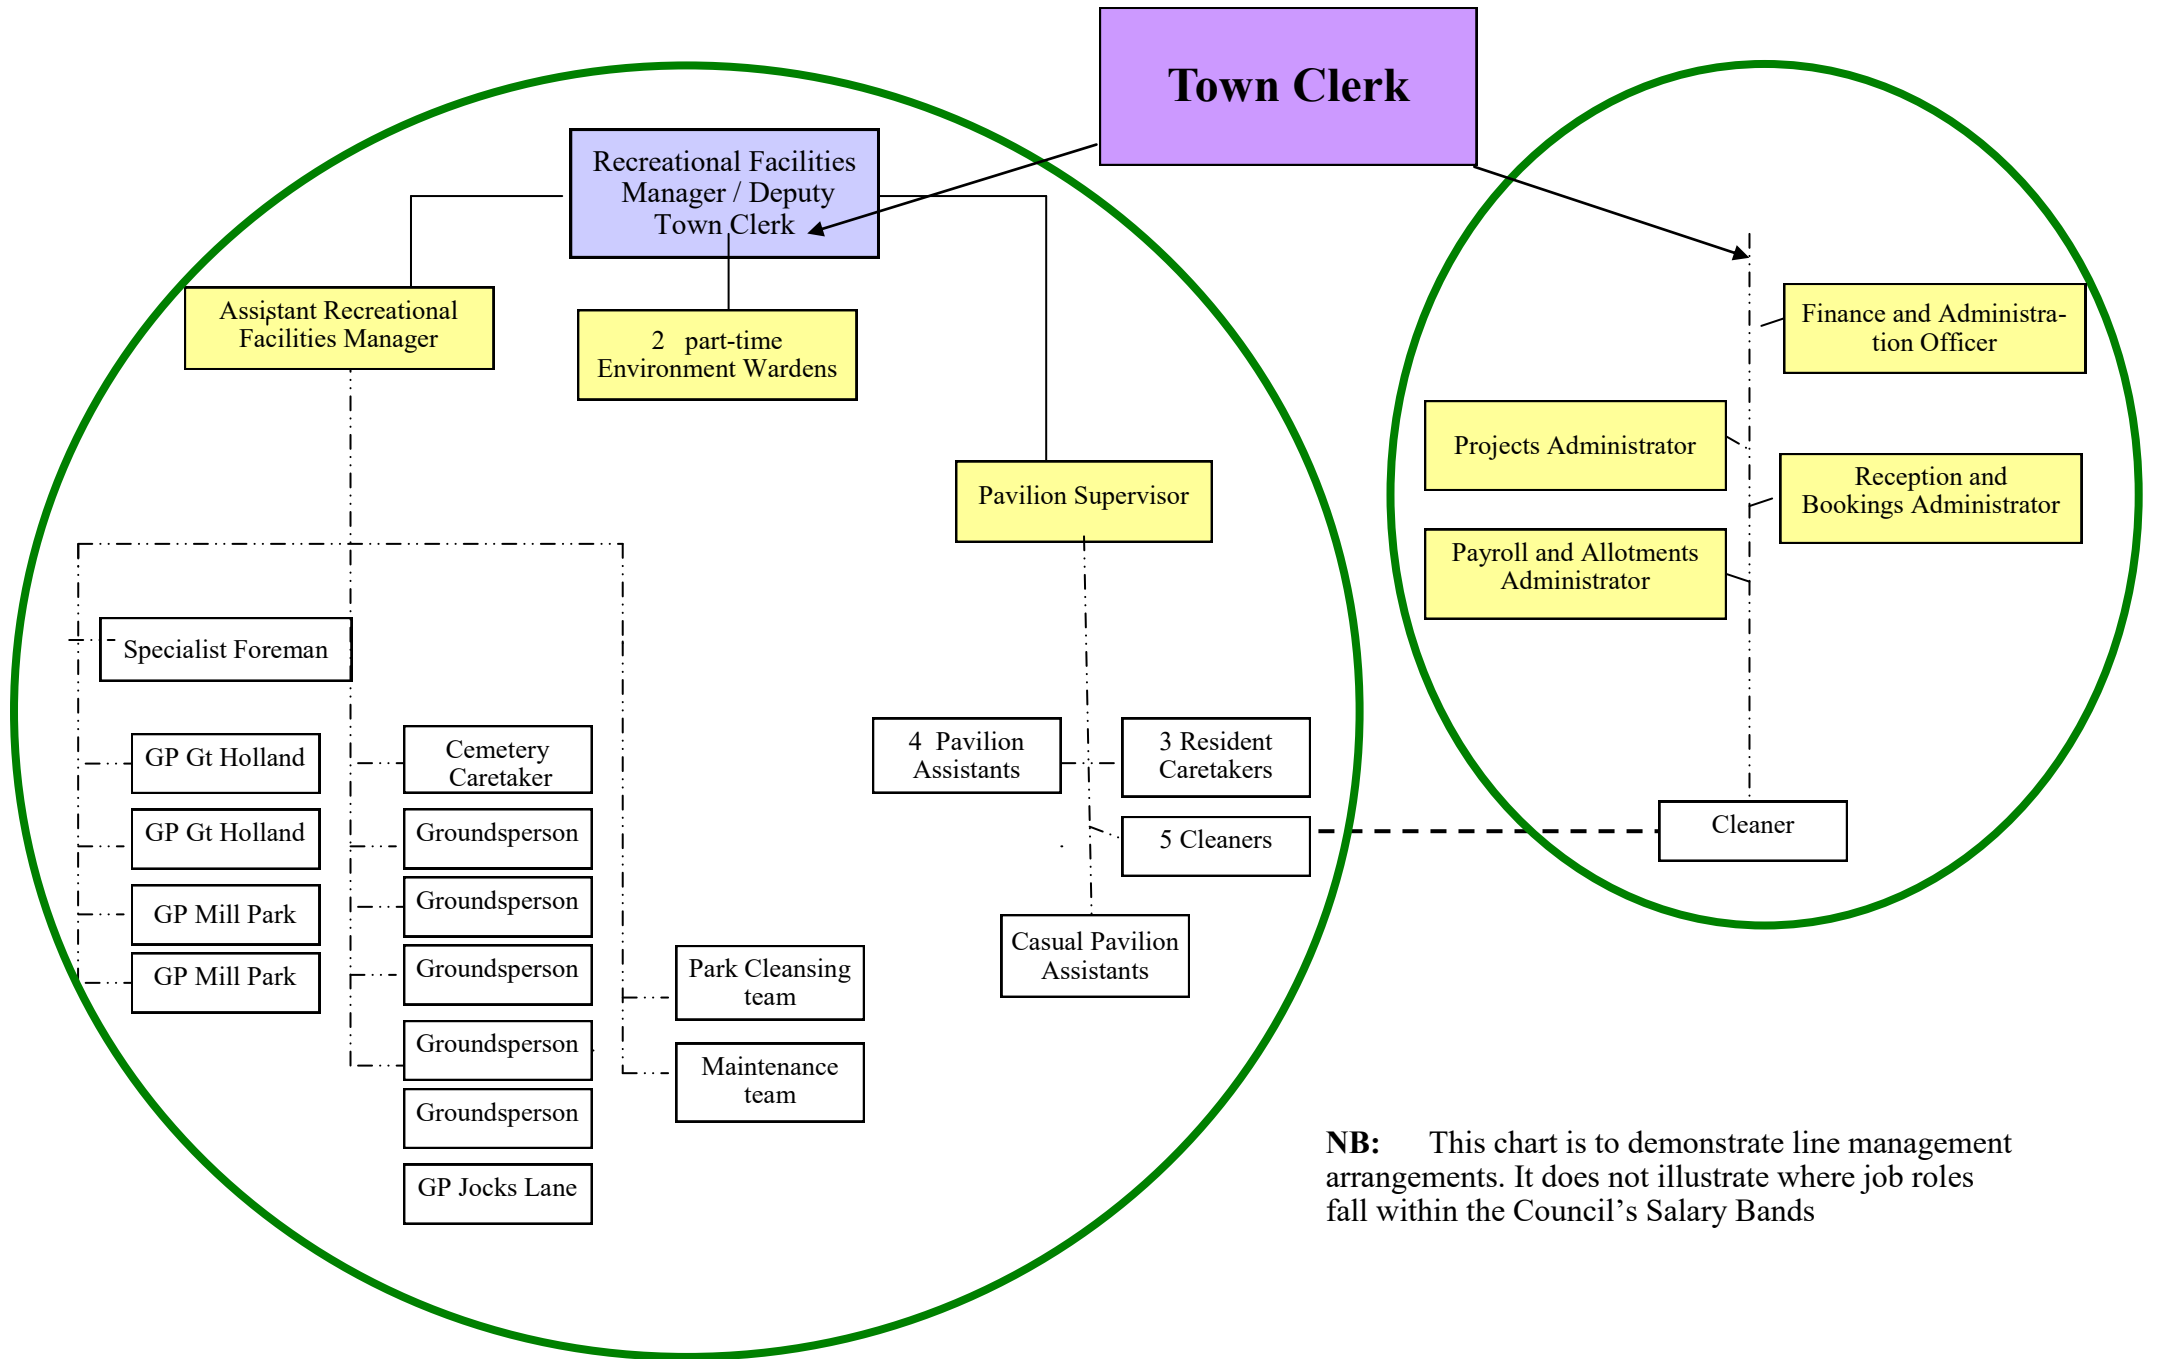 Town Clerk
Recreational Facilities
Manager / Deputy
Town Clerk
Assistant Recreational
Facilities Manager
2 part-time
Environment Wardens
Pavilion Supervisor
Specialist Foreman
GP Gt Holland
GP Gt Holland
GP Mill Park
GP Mill Park
Cemetery
Caretaker
Groundsperson
Groundsperson
Groundsperson
Groundsperson
Groundsperson
GP Jocks Lane
Park Cleansing
team
Maintenance
team
4 Pavilion
Assistants
3 Resident
Caretakers
5 Cleaners
Casual Pavilion
Assistants
Finance and Administra-
tion Officer
Projects Administrator
Reception and
Bookings Administrator
Payroll and Allotments
Administrator
Cleaner
NB: This chart is to demonstrate line management
arrangements. It does not illustrate where job roles
fall within the Council’s Salary Bands